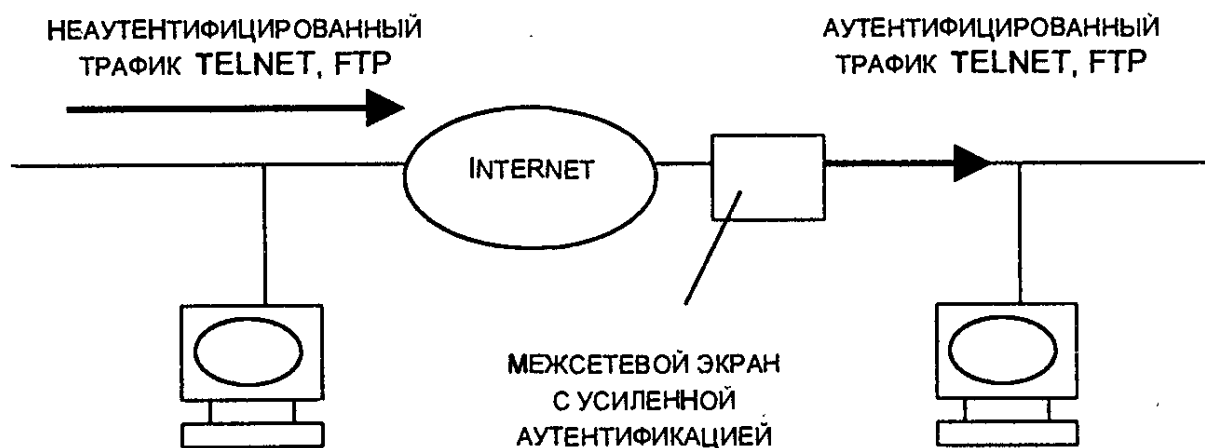 НЕАУТЕНТИФИЦИРОВАННЫЙ
ТРАФИК TELNET, FTP
АУТЕНТИФИЦИРОВАННЫЙ
ТРАФИК TELNET, FTP
INTERNET
МЕЖСЕТЕВОЙ ЭКРАН
С УСИЛЕННОЙ
АУТЕНТИФИКАЦИЕЙ